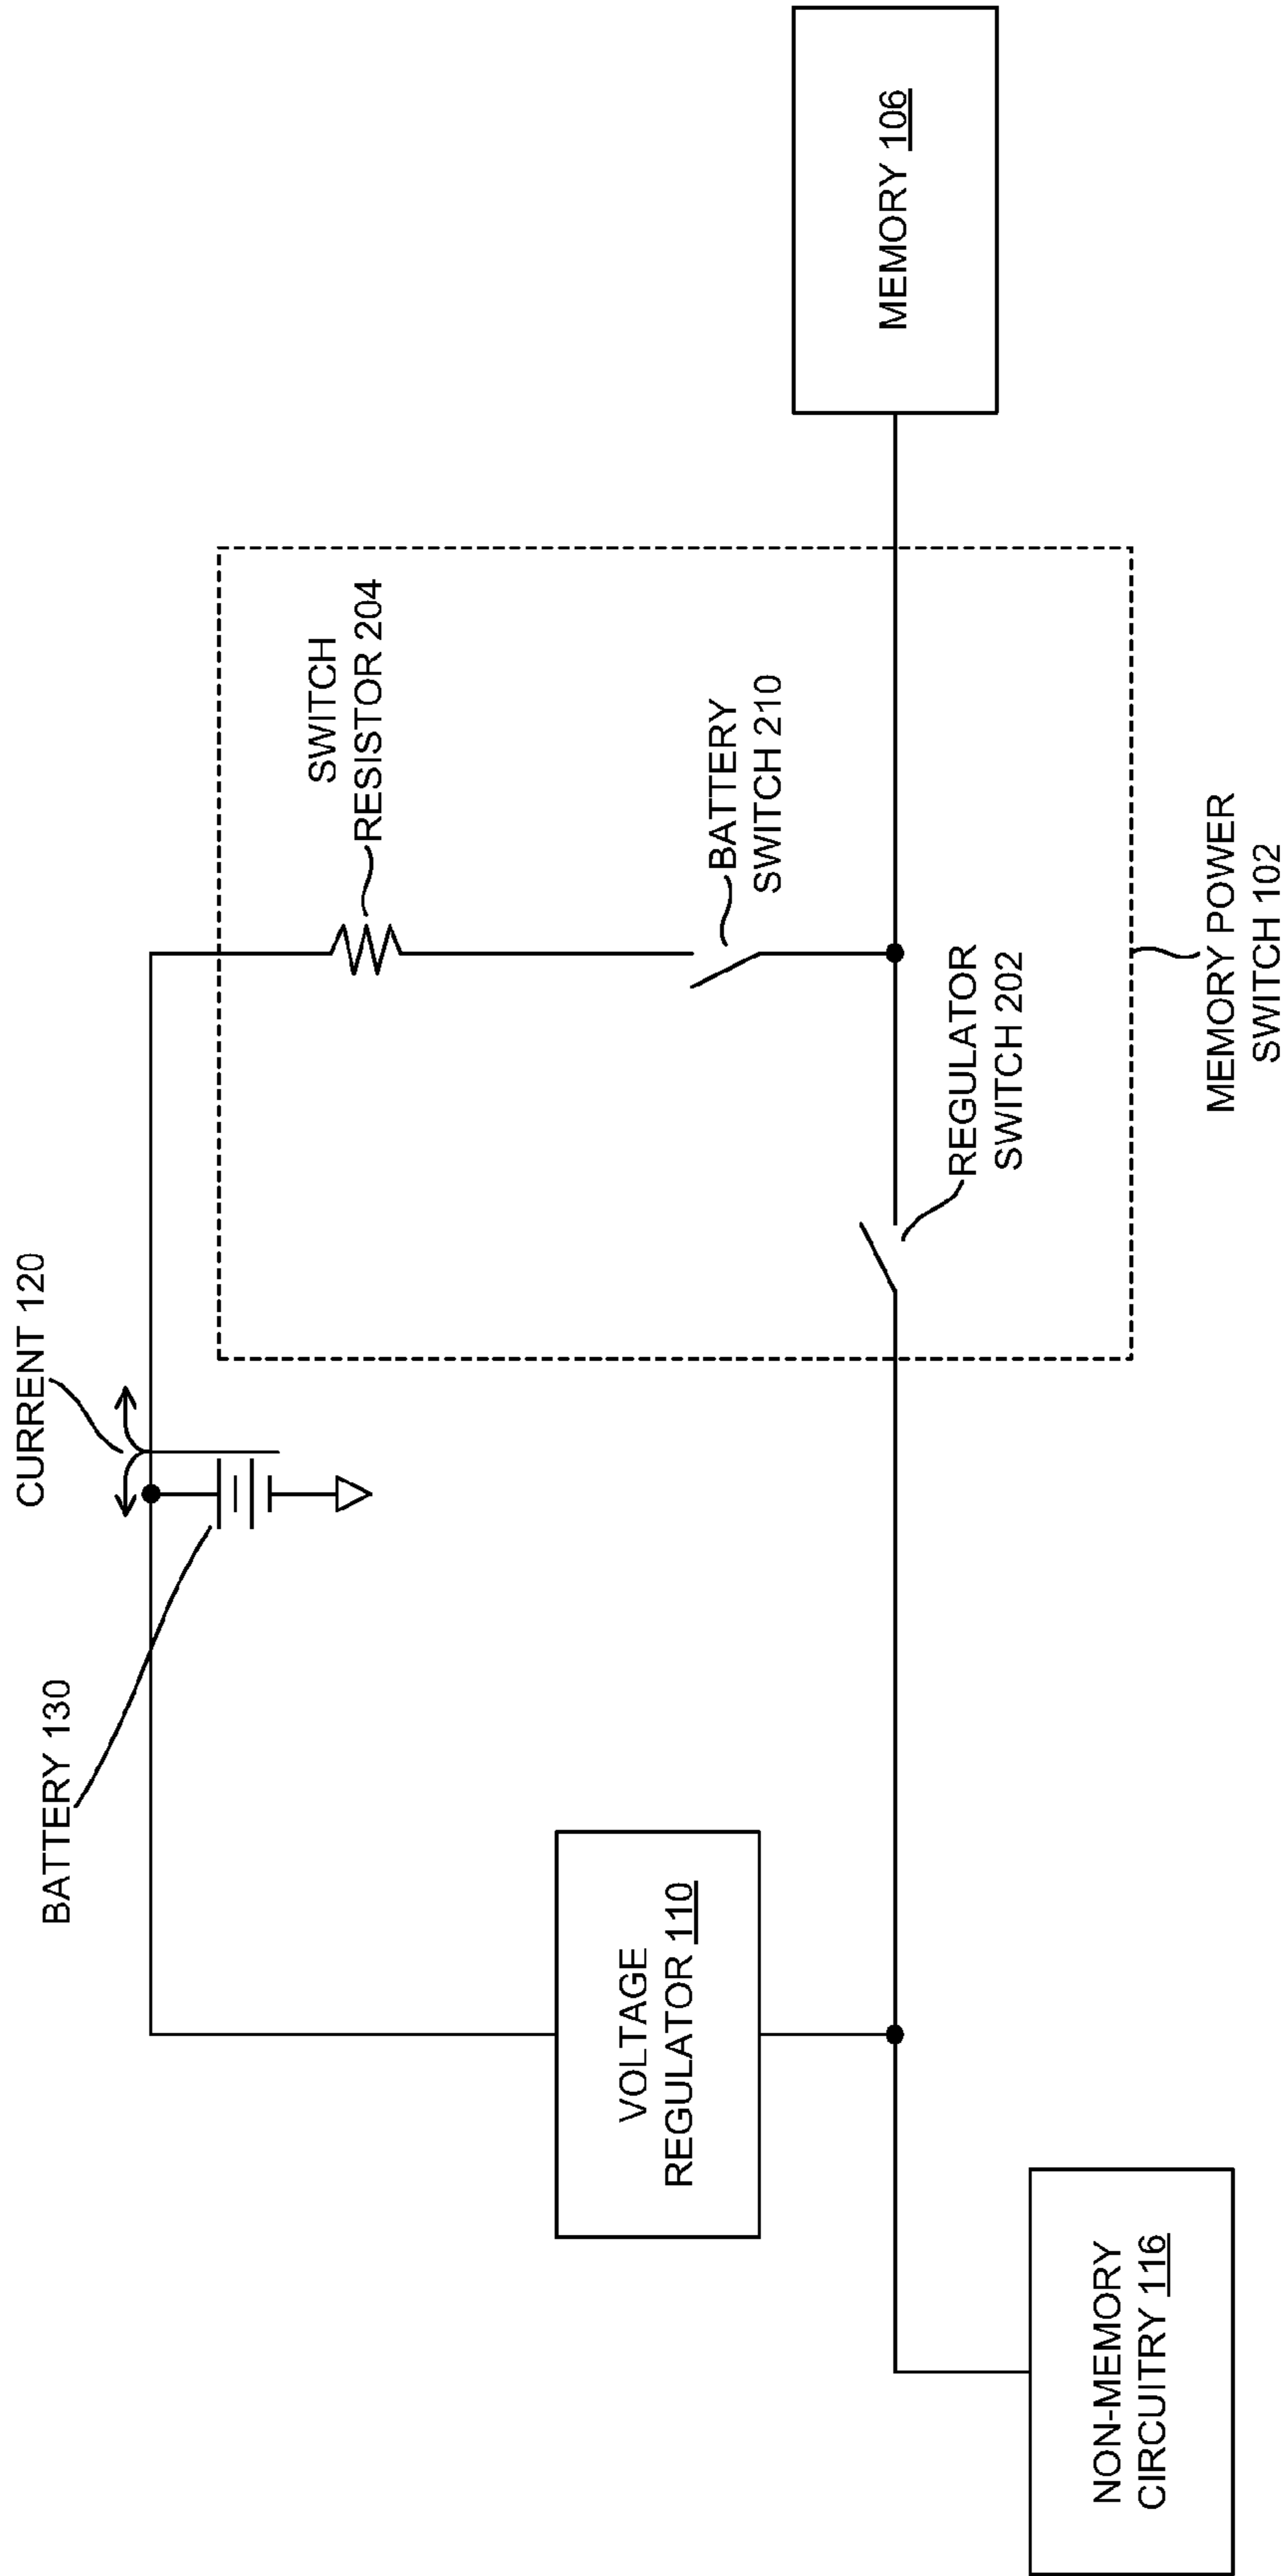 CURRENT 120
BATTERY 130
SWITCH
RESISTOR 204
BATTERY
SWITCH 210
VOLTAGE
REGULATOR 110
REGULATOR
SWITCH 202
MEMORY 106
NON-MEMORY
CIRCUITRY 116
MEMORY POWER
SWITCH 102